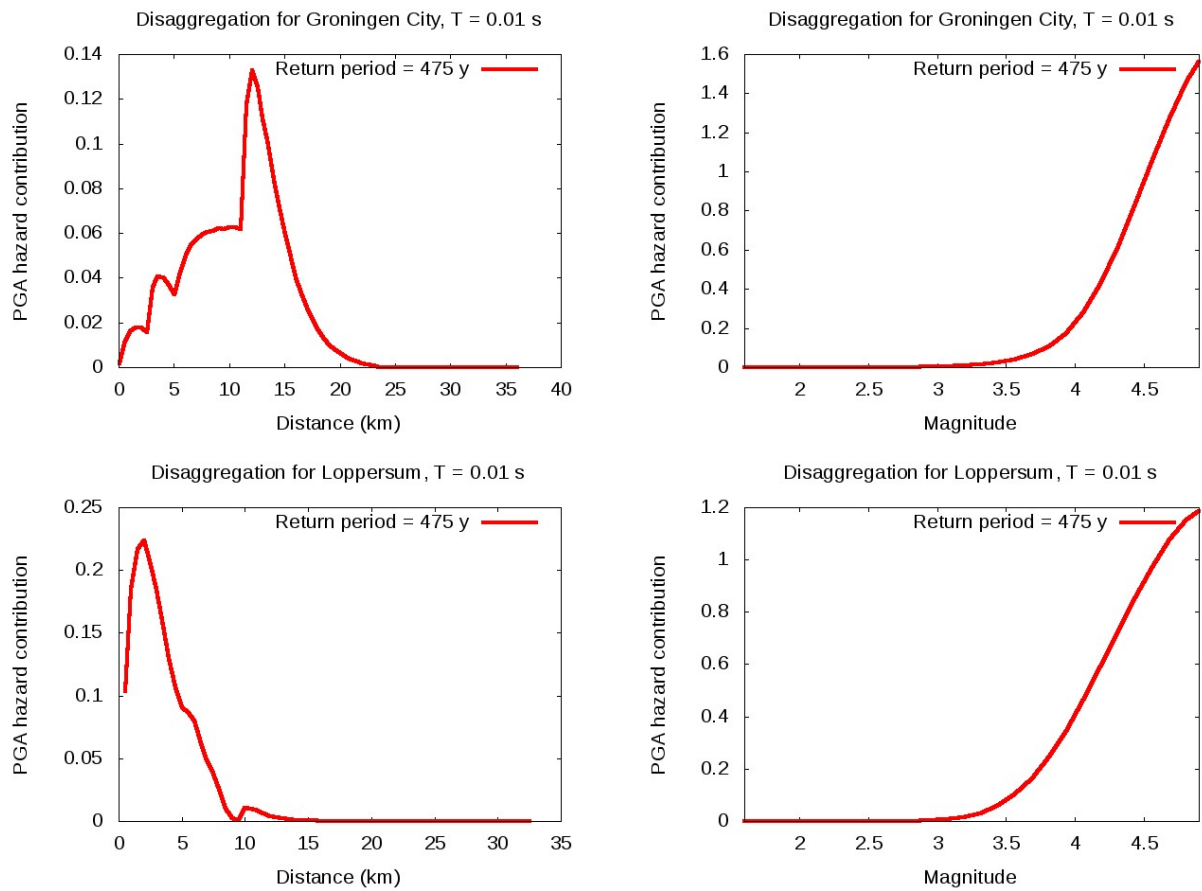 Disaggregation for Groningen City, T = 0.01 s
Return period = 475 y
PGA hazard contribution
0.14
0.12
0.1
0.08
0.06
0.04
0.02
0
0 5 10 15 20 25 30 35 40
Distance (km)
Disaggregation for Groningen City, T = 0.01 s
Return period = 475 y
PGA hazard contribution
1.6
1.4
1.2
1
0.8
0.6
0.4
0.2
0
2 2.5 3 3.5 4 4.5
Magnitude
Disaggregation for Loppersum, T = 0.01 s
Return period = 475 y
PGA hazard contribution
0.25
0.2
0.15
0.1
0.05
0
0 5 10 15 20 25 30 35
Distance (km)
Disaggregation for Loppersum, T = 0.01 s
Return period = 475 y
PGA hazard contribution
1.2
1
0.8
0.6
0.4
0.2
0
2 2.5 3 3.5 4 4.5
Magnitude